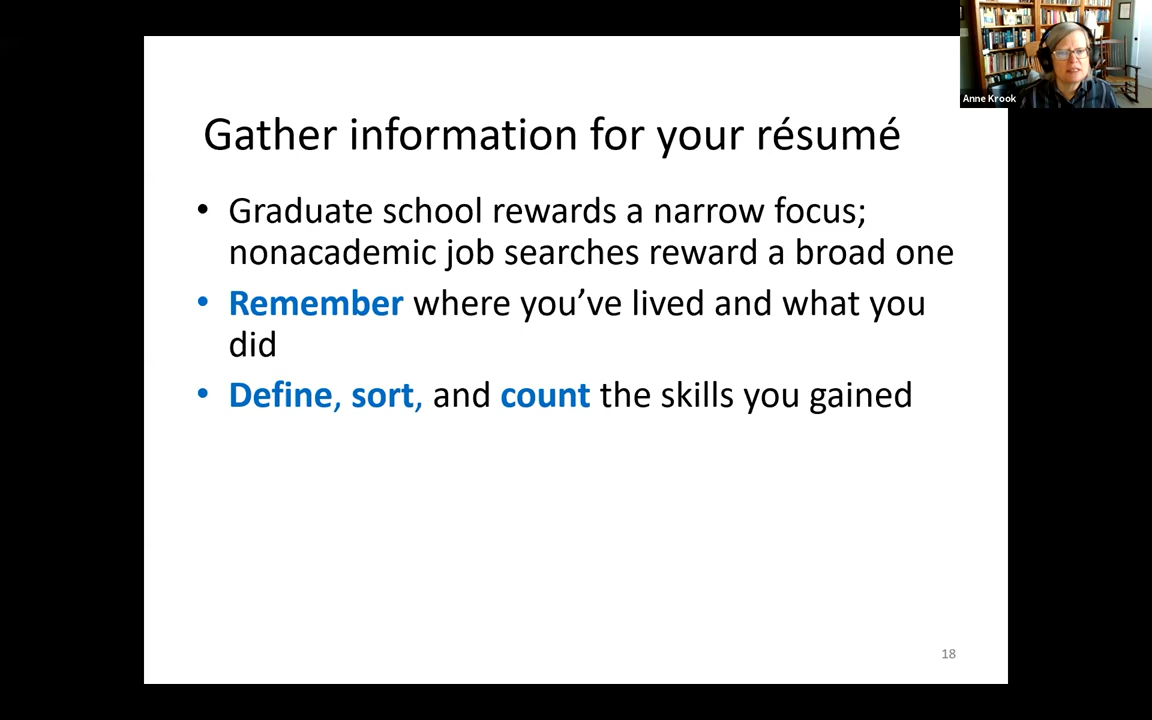 Anne Krook
Gather information for your résumé
• Graduate school rewards a narrow focus;
nonacademic job searches reward a broad one
• Remember where you’ve lived and what you
did
• Define, sort, and count the skills you gained
18